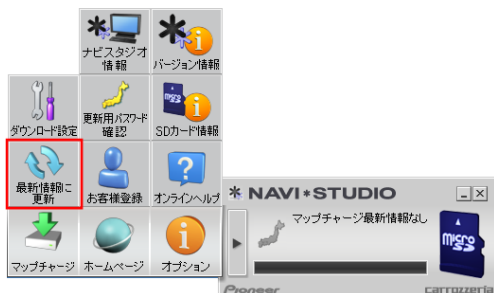 ナビスタジオ
情報
バージョン情報
ダウンロード設定
更新用パスワード
確認
SDカード情報
最新情報に
更新
お客様登録
オンラインヘルプ
マップチャージ
ホームページ
オプション
NAVI*STUDIO
マップチャージ最新情報なし
Pioneer
carrozzeria